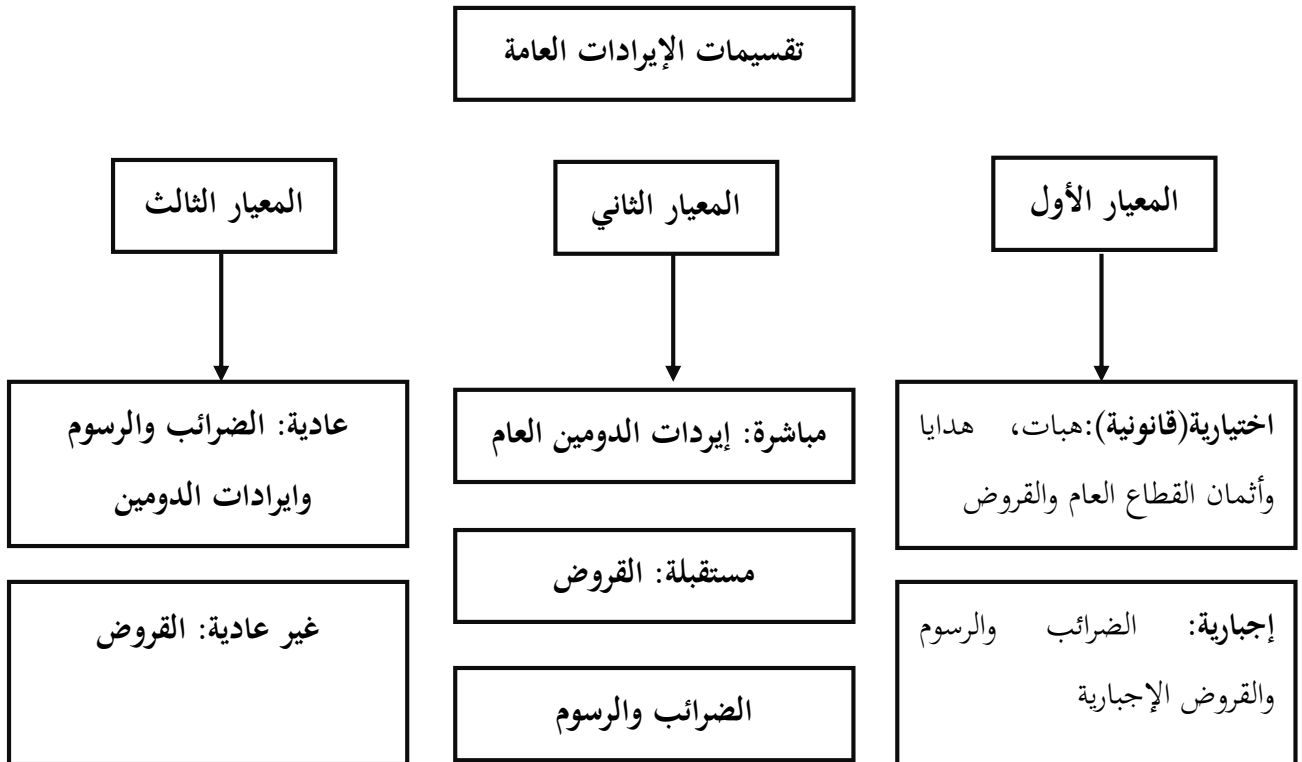 تقسيمات الإيرادات العامة
المعيار الأول
المعيار الثاني
المعيار الثالث
اختيارية(قانونية):هبات، هدايا
وأثمان القطاع العام والقروض
إجبارية: الضرائب والرسوم
والقروض الإجبارية
مباشرة: إيردات الدومين العام
مستقبلة: القروض
الضرائب والرسوم
عادية: الضرائب والرسوم
وايرادات الدومين
غير عادية: القروض